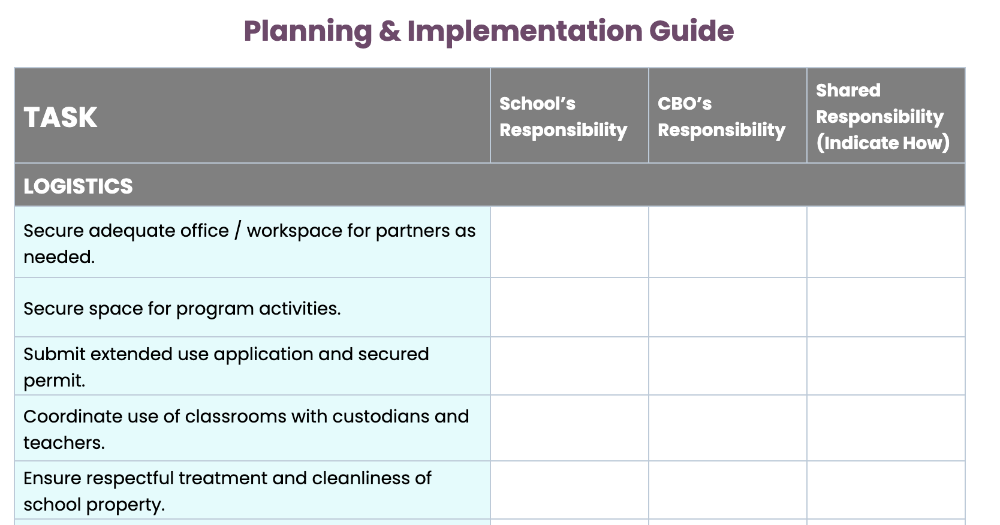 Planning & Implementation Guide
TASK
School’s
Responsibility
CBO’s
Responsibility
Shared
Responsibility
(Indicate How)
LOGISTICS
Secure adequate office / workspace for partners as
needed.
Secure space for program activities.
Submit extended use application and secured
permit.
Coordinate use of classrooms with custodians and
teachers.
Ensure respectful treatment and cleanliness of
school property.